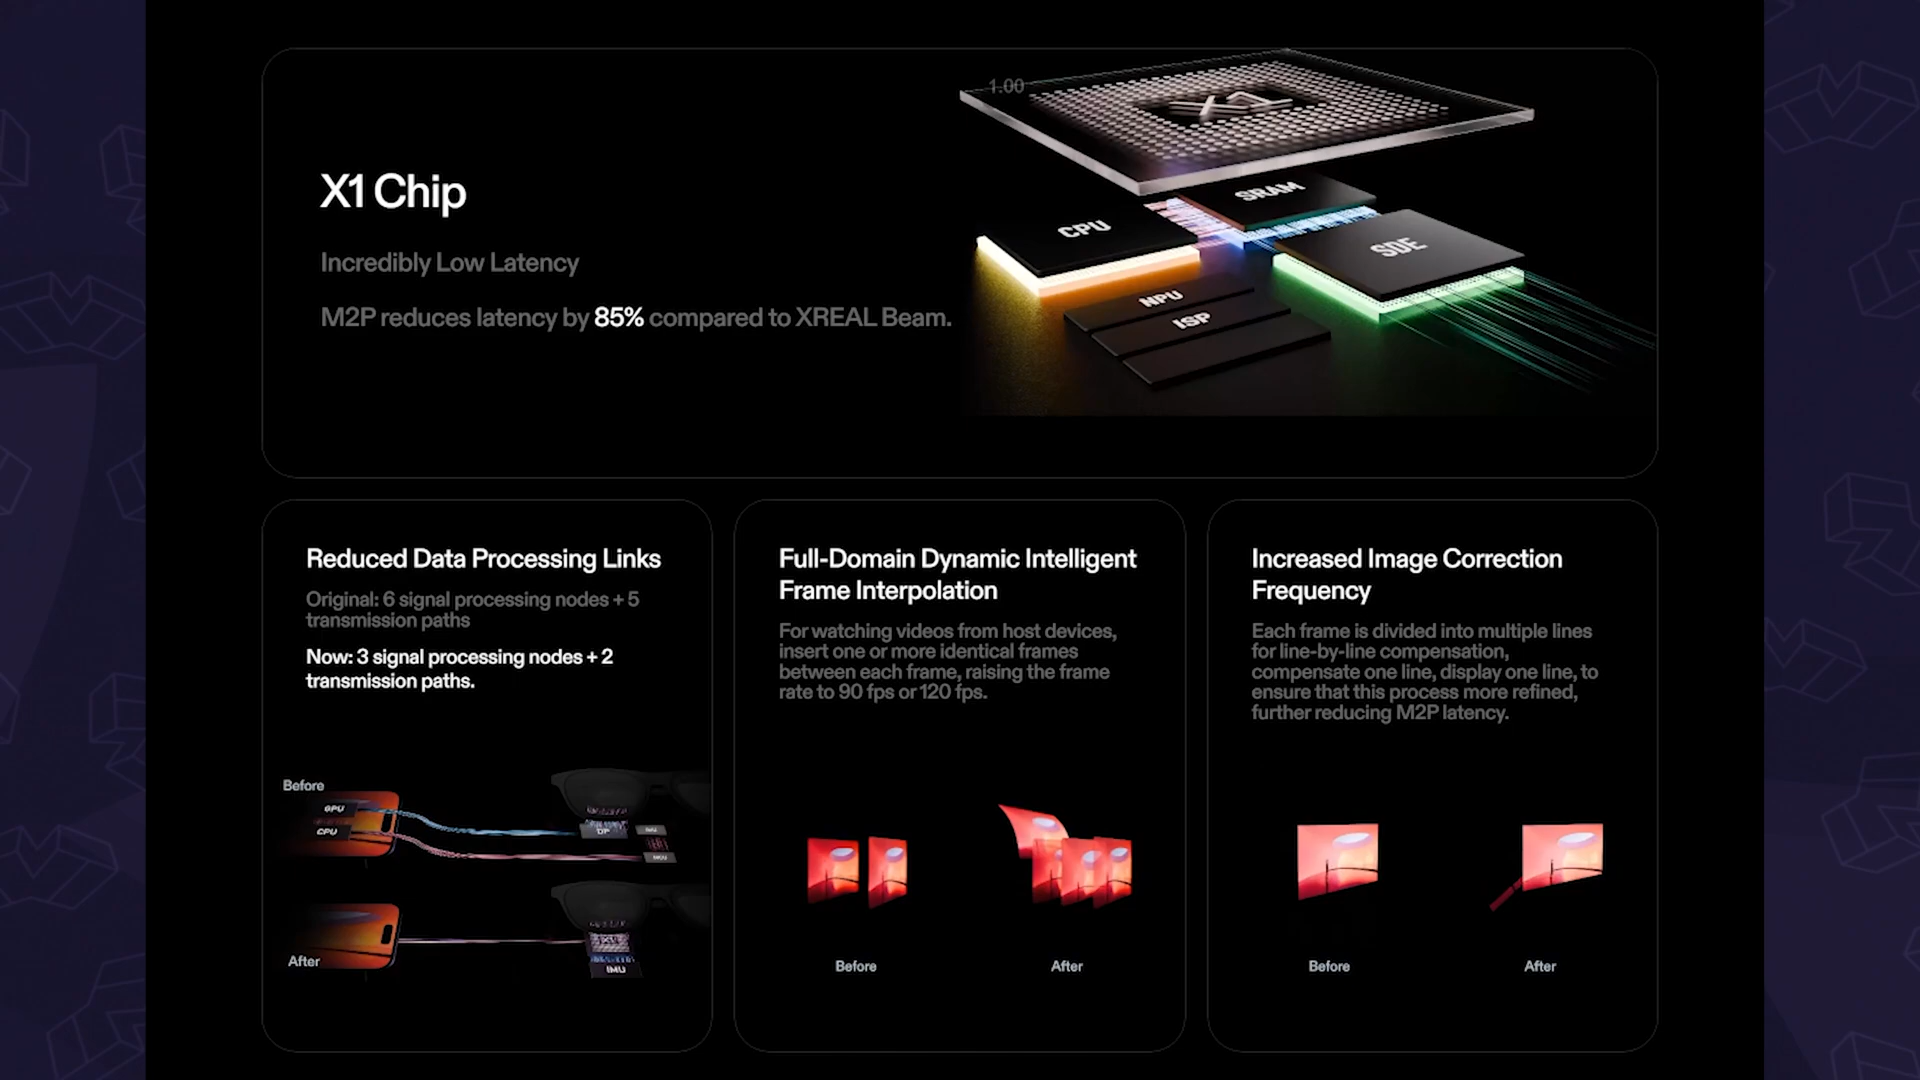 1.00
X1
X1 Chip
Incredibly Low Latency
M2P reduces latency by 85% compared to XREAL Beam.
SRAM
CPU
SDE
NPU
ISP
Reduced Data Processing Links
Original: 6 signal processing nodes + 5
transmission paths
Now: 3 signal processing nodes + 2
transmission paths.
Before
GPU
CPU
DP
MCU
After
IMU
Full-Domain Dynamic Intelligent
Frame Interpolation
For watching videos from host devices,
insert one or more identical frames
between each frame, raising the frame
rate to 90 fps or 120 fps.
Before
After
Increased Image Correction
Frequency
Each frame is divided into multiple lines
for line-by-line compensation,
compensate one line, display one line, to
ensure that this process more refined,
further reducing M2P latency.
Before
After